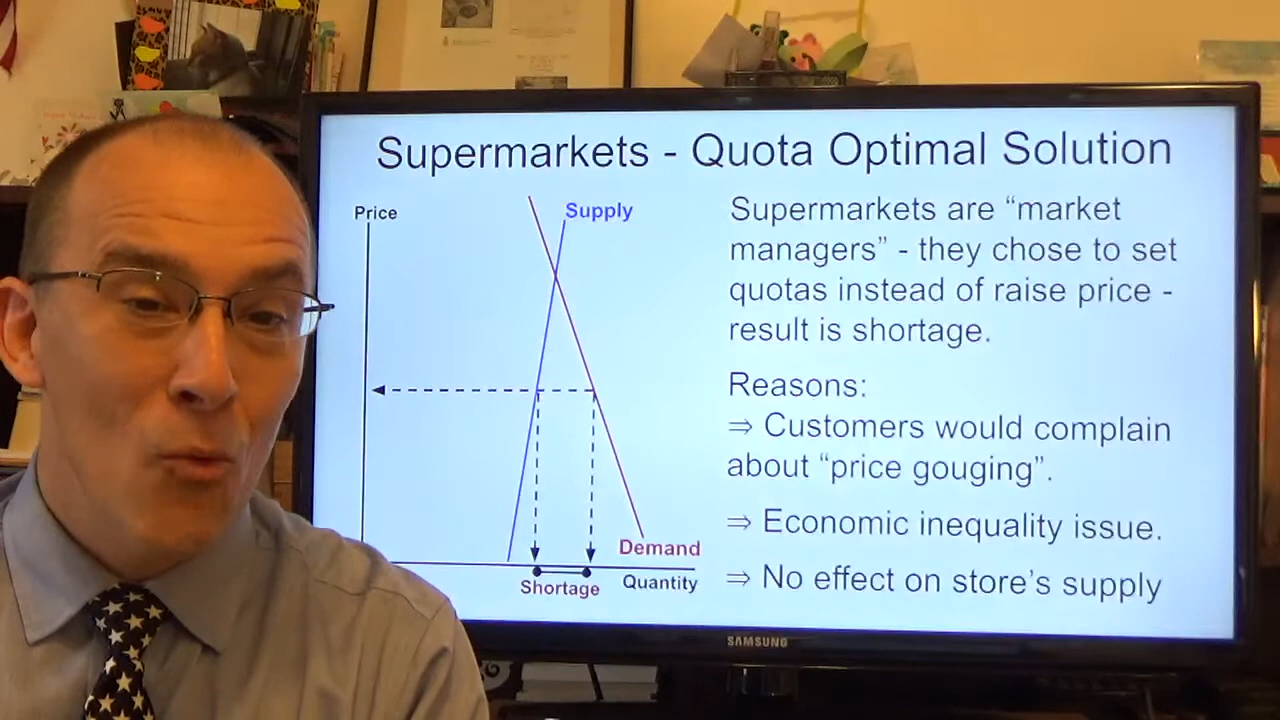 Supermarkets - Quota Optimal Solution
Price
Supply
Demand
Shortage
Quantity
Supermarkets are “market
managers” - they chose to set
quotas instead of raise price -
result is shortage.
Reasons:
⇒ Customers would complain
about “price gouging”.
⇒ Economic inequality issue.
⇒ No effect on store's supply
SAMSUNG